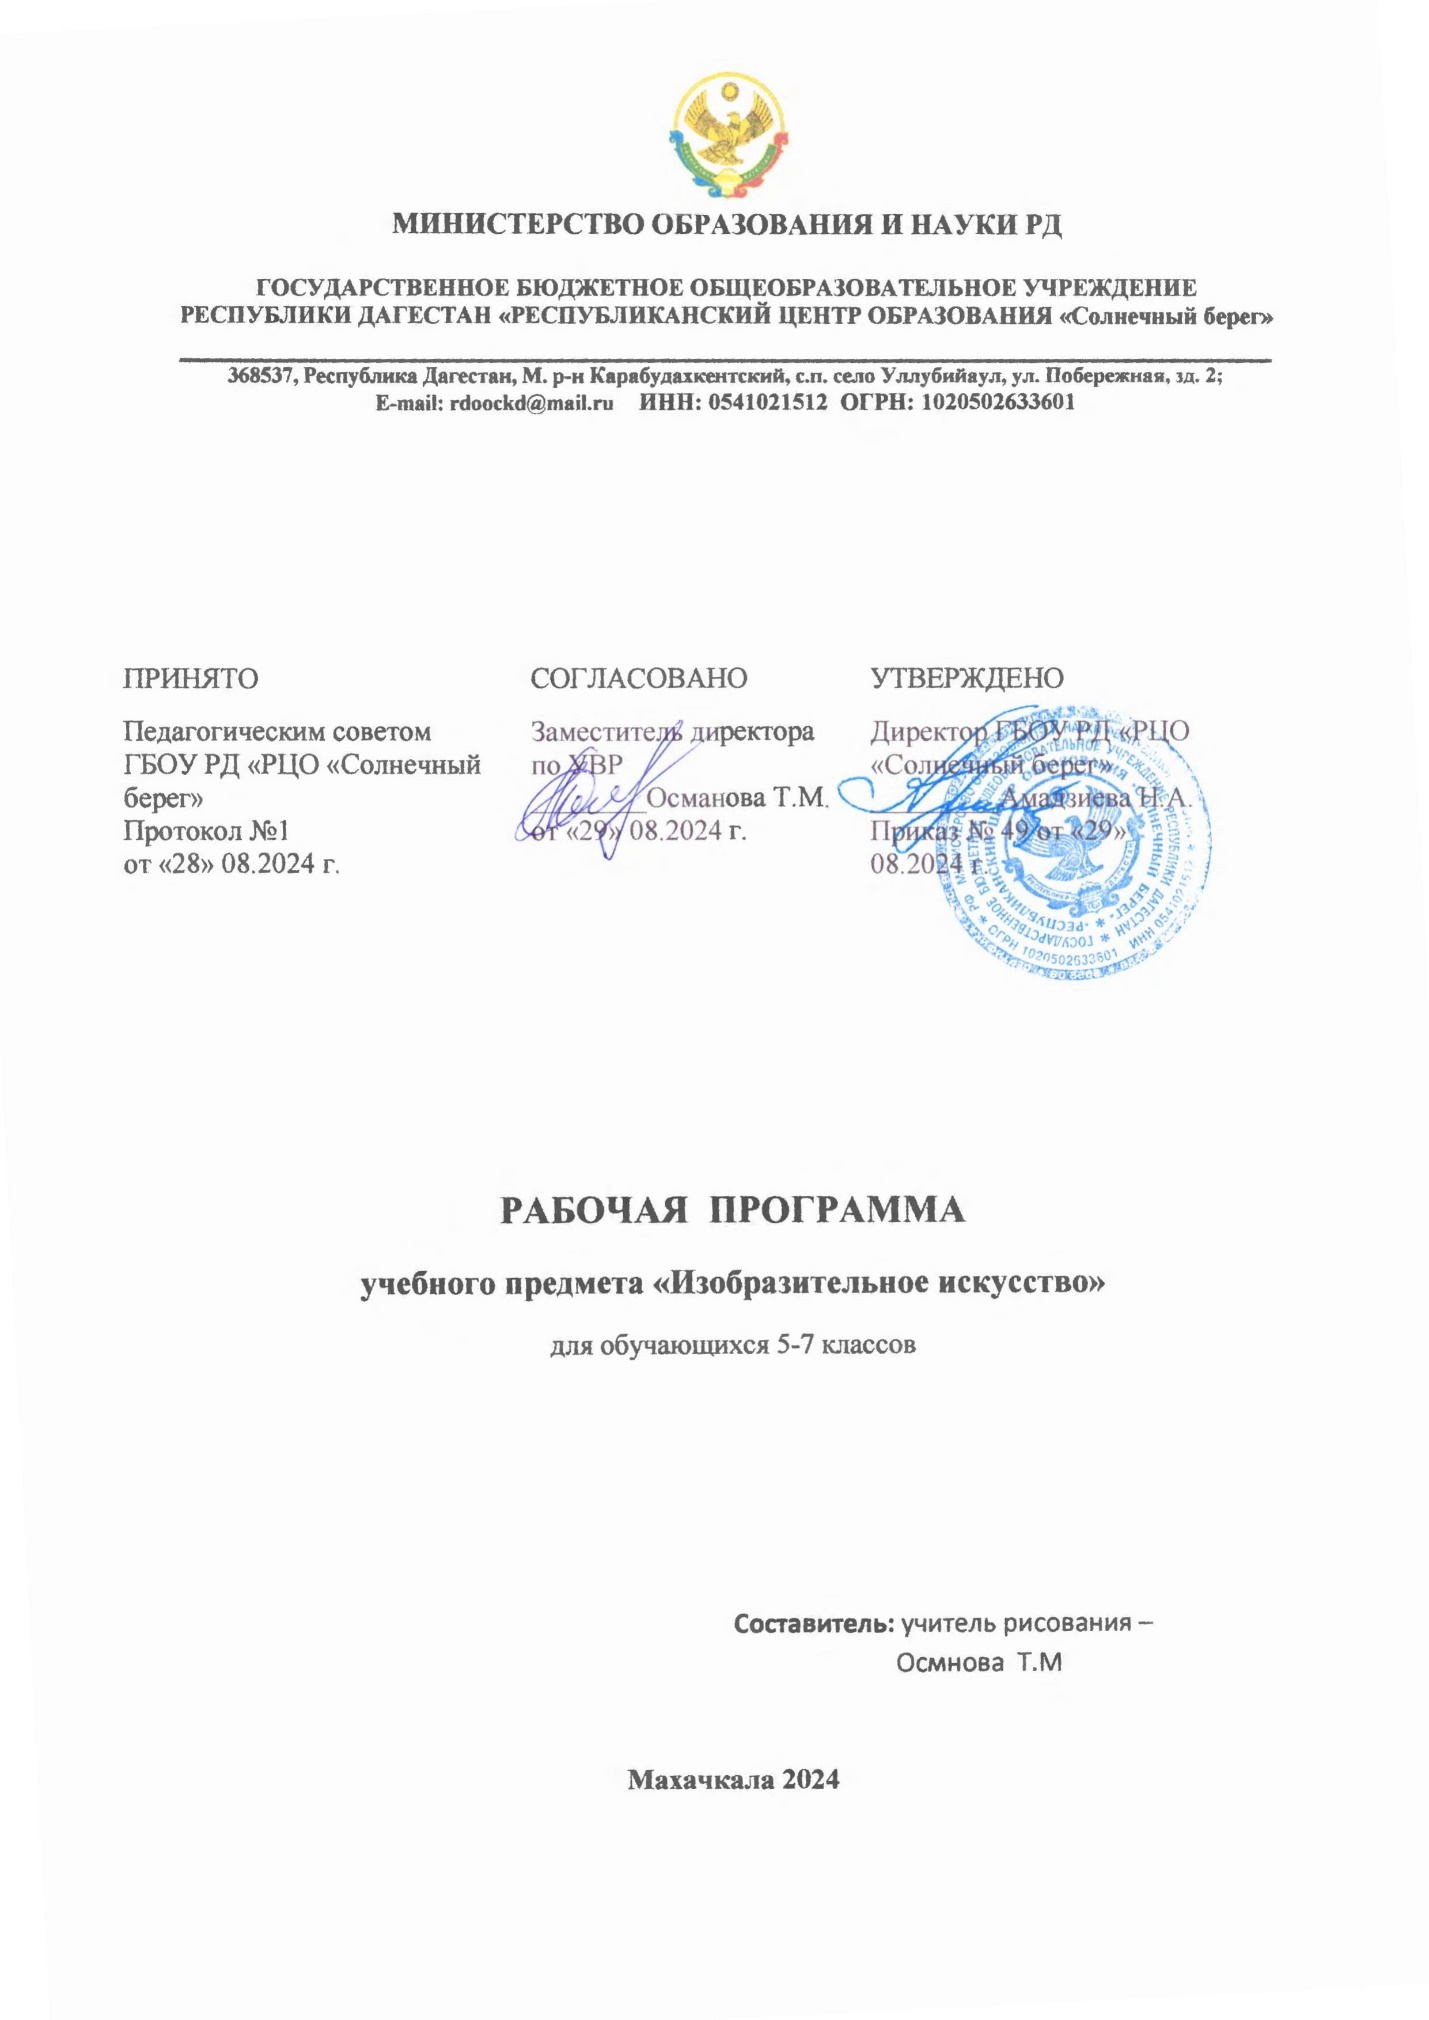 МИНИСТЕРСТВО ОБРАЗОВАНИЯ И НАУКИ РД
ГОСУДАРСТВЕННОЕ БЮДЖЕТНОЕ ОБЩЕОБРАЗОВАТЕЛЬНОЕ УЧРЕЖДЕНИЕ
РЕСПУБЛИКИ ДАГЕСТАН «РЕСПУБЛИКАНСКИЙ ЦЕНТР ОБРАЗОВАНИЯ «Солнечный берег»
368537, Республика Дагестан, М. р-н Карабудахкентский, с.п. село Уллубийаул, ул. Побережная, зд. 2;
E-mail: rdoockd@mail.ru ИНН: 0541021512 ОГРН: 1020502633601
ПРИНЯТО
Педагогическим советом
ГБОУ РД «РЦО «Солнечный
берег»
Протокол №1
от «28» 08.2024 г.
СОГЛАСОВАНО
Заместитель директора
по УВР
________Османова Т.М.
от «29» 08.2024 г.
УТВЕРЖДЕНО
Директор ГБОУ РД «РЦО
«Солнечный берег»
Амадзиева Н.А.
Приказ № 49 от «29»
08.2024 г
ОГРН 1020502633601
РАБОЧАЯ ПРОГРАММА
учебного предмета «Изобразительное искусство»
для обучающихся 5-7 классов
Составитель: учитель рисования –
Осмнова Т.М
Махачкала 2024